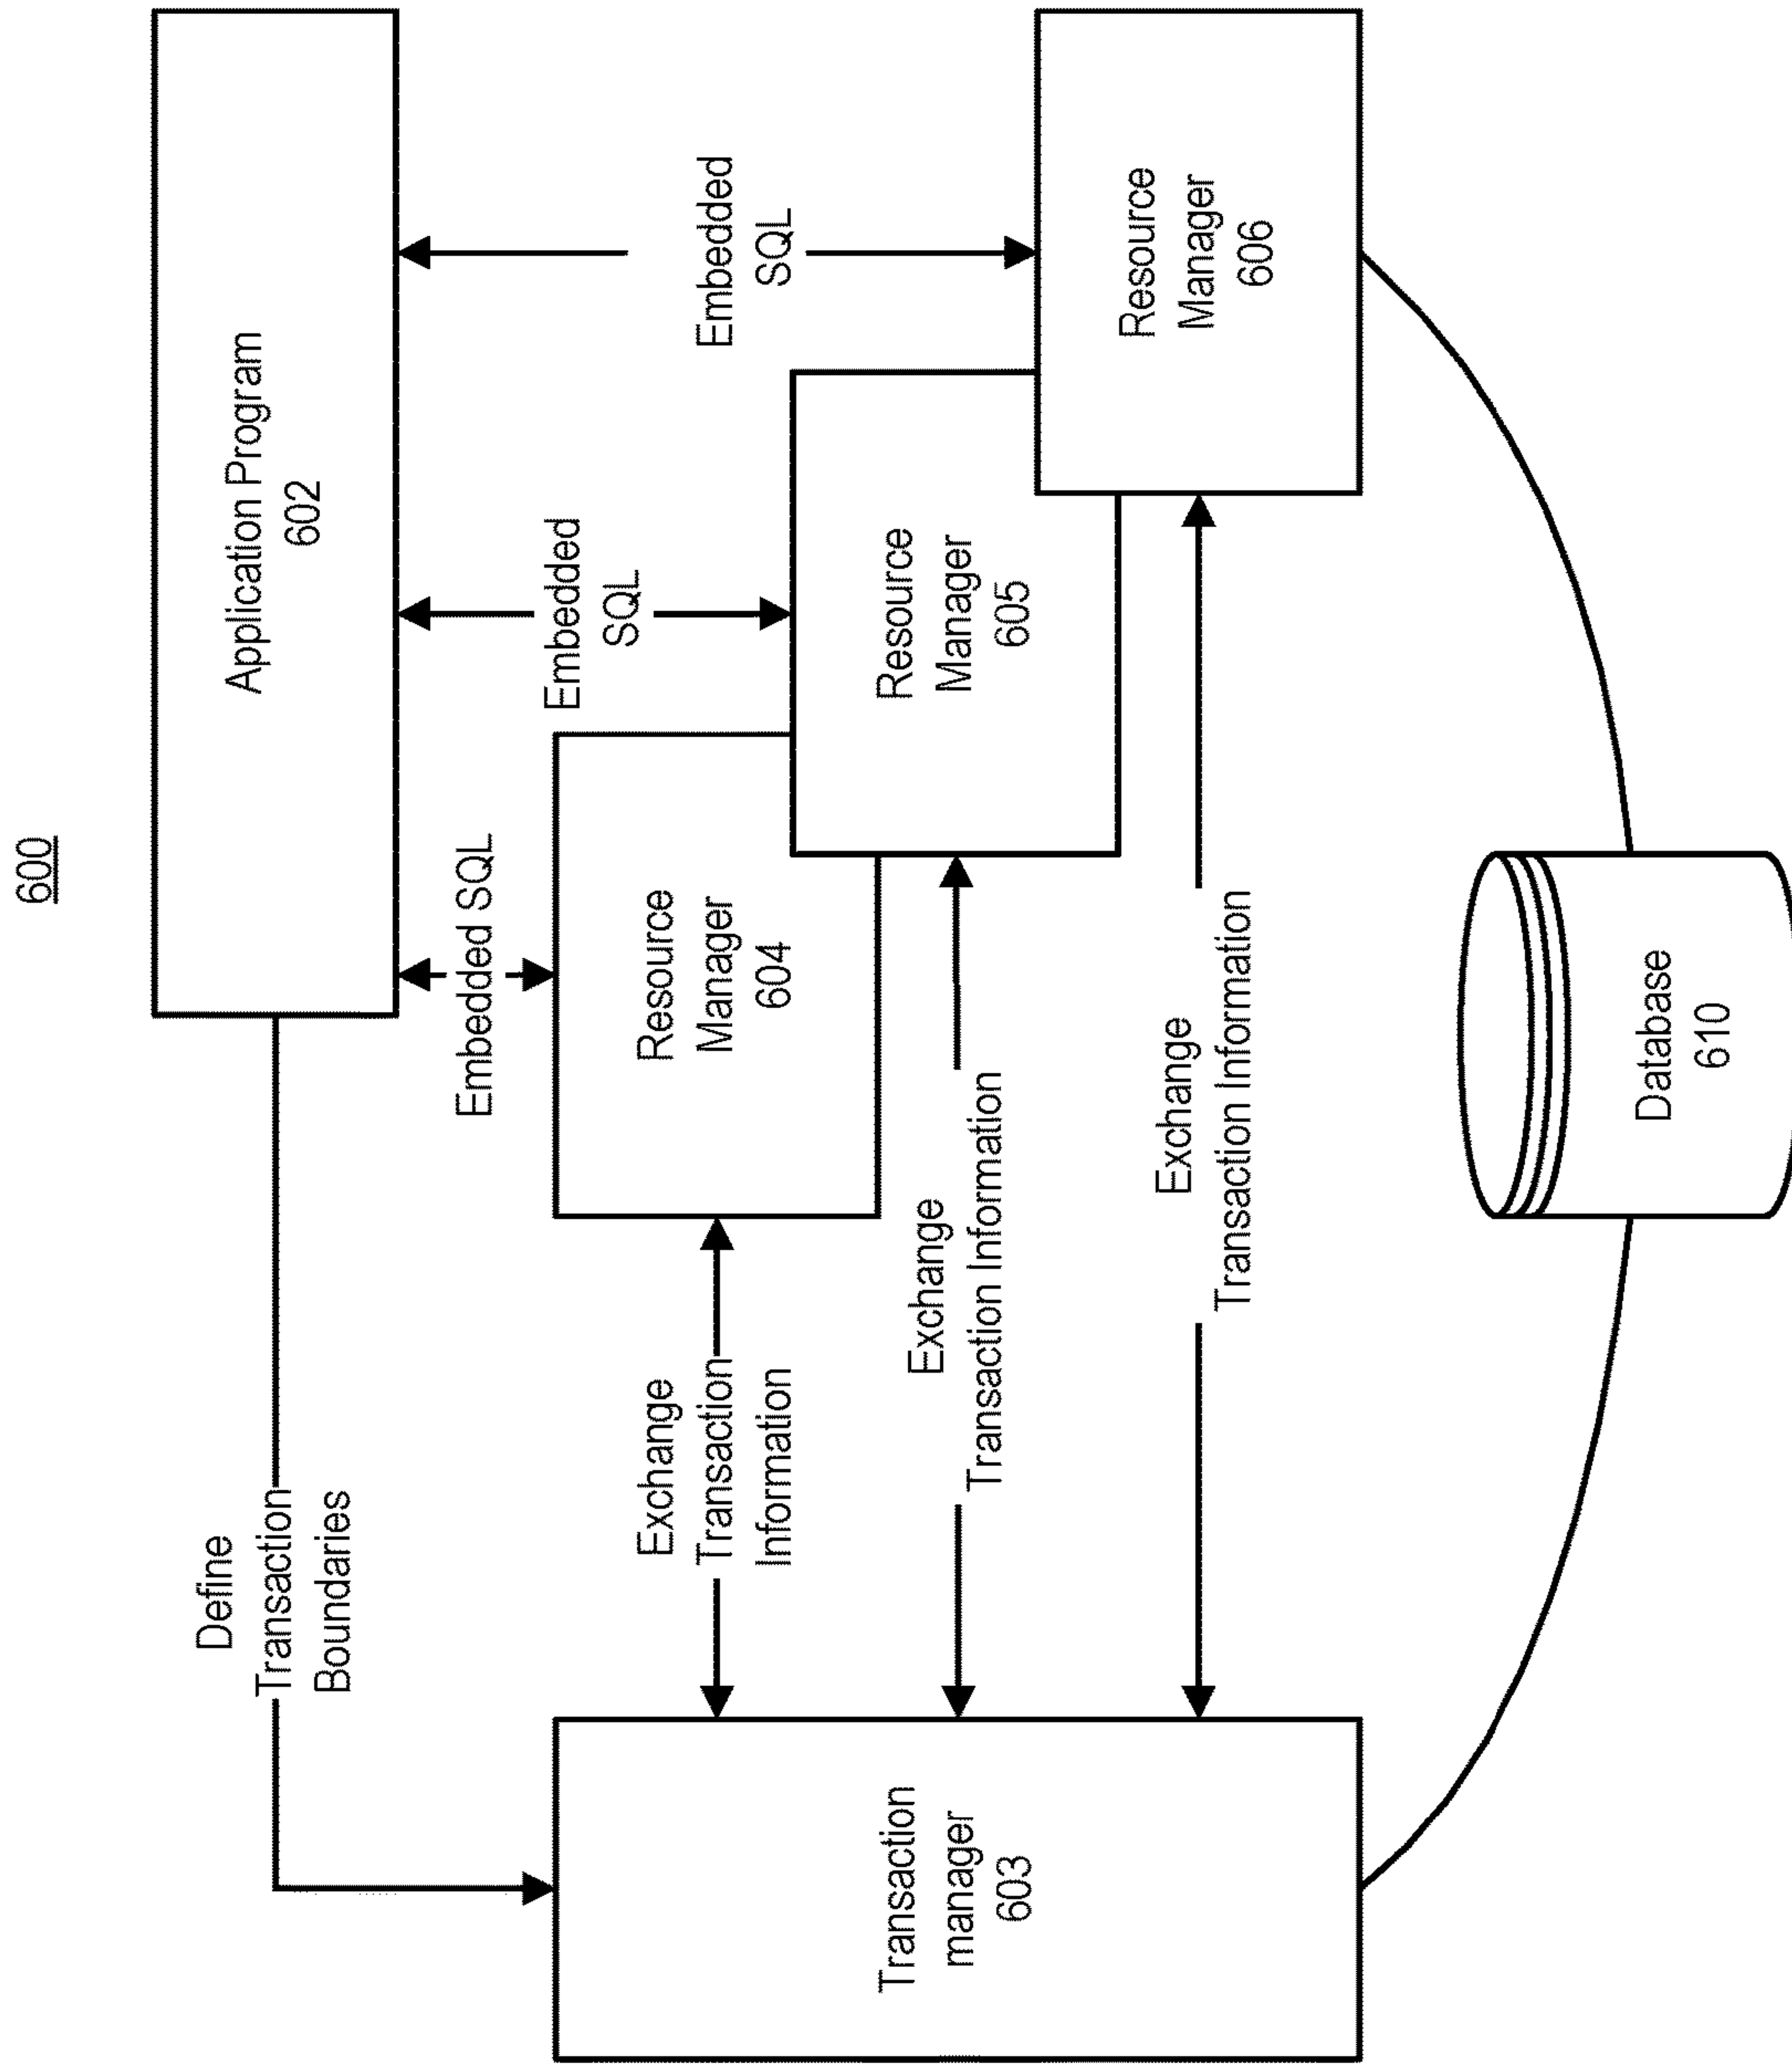 600
Application Program
602
Define
Transaction
Boundaries
Embedded SQL
Embedded
SQL
Embedded
SQL
Resource
Manager
604
Resource
Manager
605
Resource
Manager
606
Exchange
Transaction
Information
Exchange
Transaction Information
Exchange
Transaction Information
Transaction
manager
603
Database
610